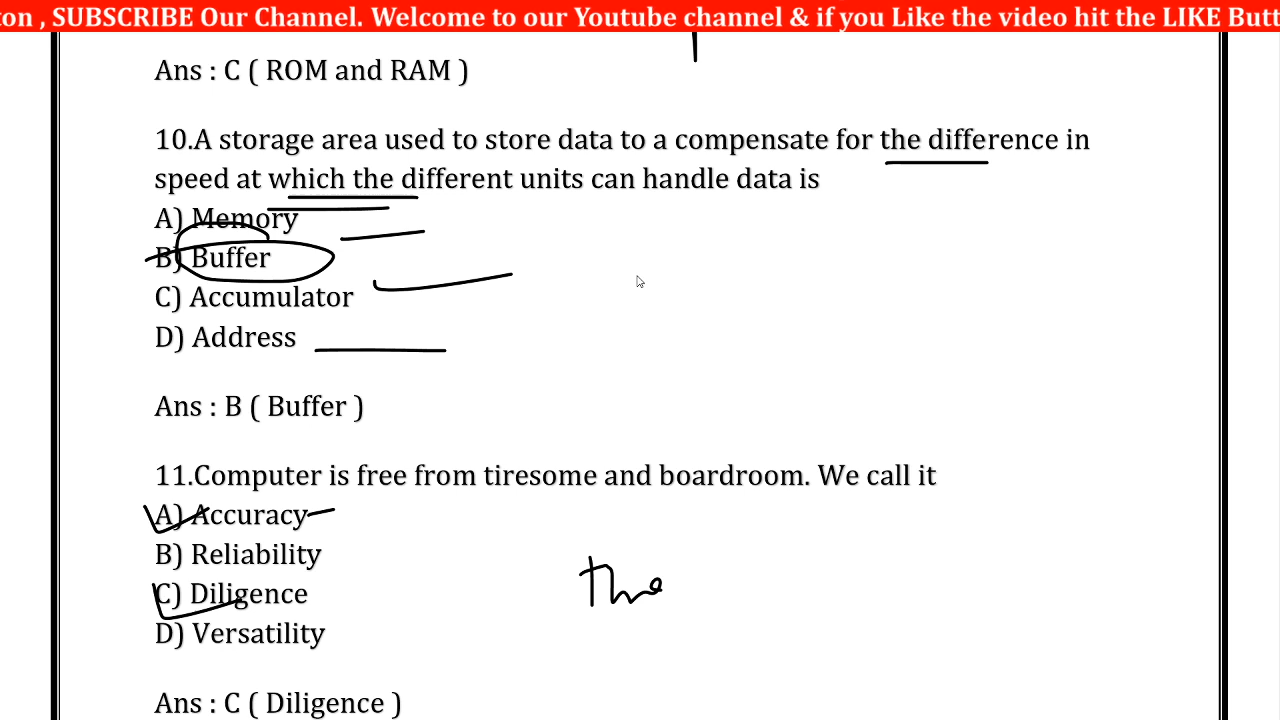 ton , SUBSCRIBE Our Channel. Welcome to our Youtube channel & if you Like the video hit the LIKE Butt
Ans : C ( ROM and RAM )
10.A storage area used to store data to a compensate for the difference in
speed at which the different units can handle data is
A) Memory
B) Buffer
C) Accumulator
D) Address
Ans : B ( Buffer )
11.Computer is free from tiresome and boardroom. We call it
A) Accuracy
B) Reliability
C) Diligence
D) Versatility
Ans : C ( Diligence )